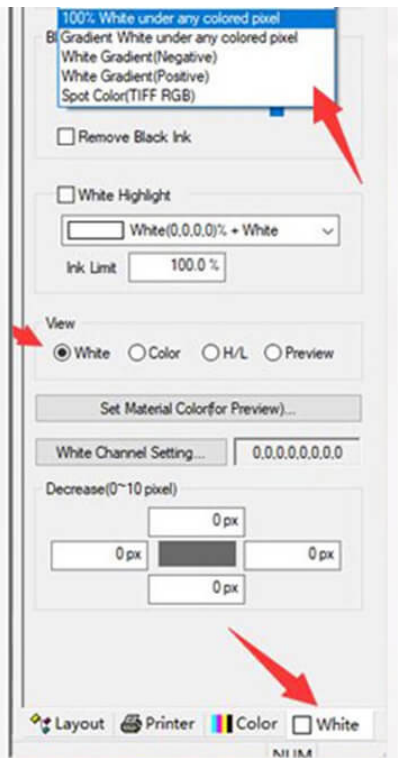 100% White under any colored pixel
Bl
Gradient White under any colored pixel
White Gradient(Negative)
White Gradient(Positive)
Spot Color(TIFF RGB)
Remove Black Ink
White Highlight
White(0,0,0,0)% + White
Ink Limit 100.0 %
View
White Color H/L Preview
Set Material Color(for Preview)...
White Channel Setting... 0,0,0,0,0,0,0,0
Decrease(0~10 pixel)
0 px
0 px 0 px
0 px
Layout Printer Color White
NUM